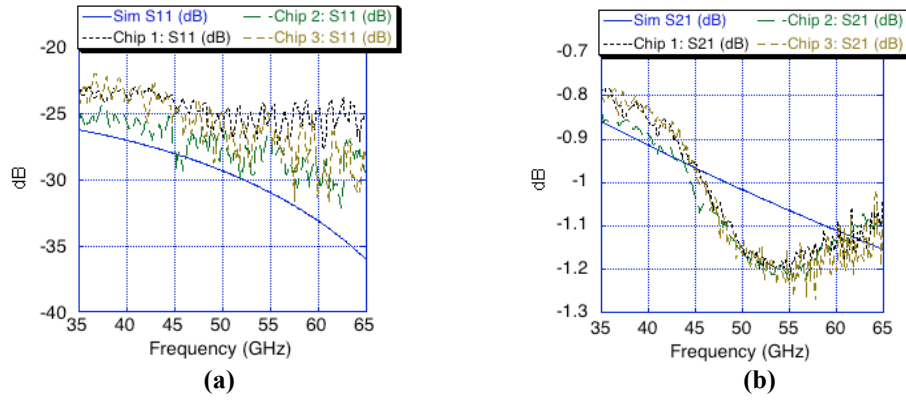 Sim S11 (dB) Chip 2: S11 (dB)
Chip 1: S11 (dB) Chip 3: S11 (dB)
-20
-25
-30
-35
-40
dB
35 40 45 50 55 60 65
Frequency (GHz)
(a)
Sim S21 (dB) Chip 2: S21 (dB)
Chip 1: S21 (dB) Chip 3: S21 (dB)
-0.7
-0.8
-0.9
-1
-1.1
-1.2
-1.3
dB
35 40 45 50 55 60 65
Frequency (GHz)
(b)